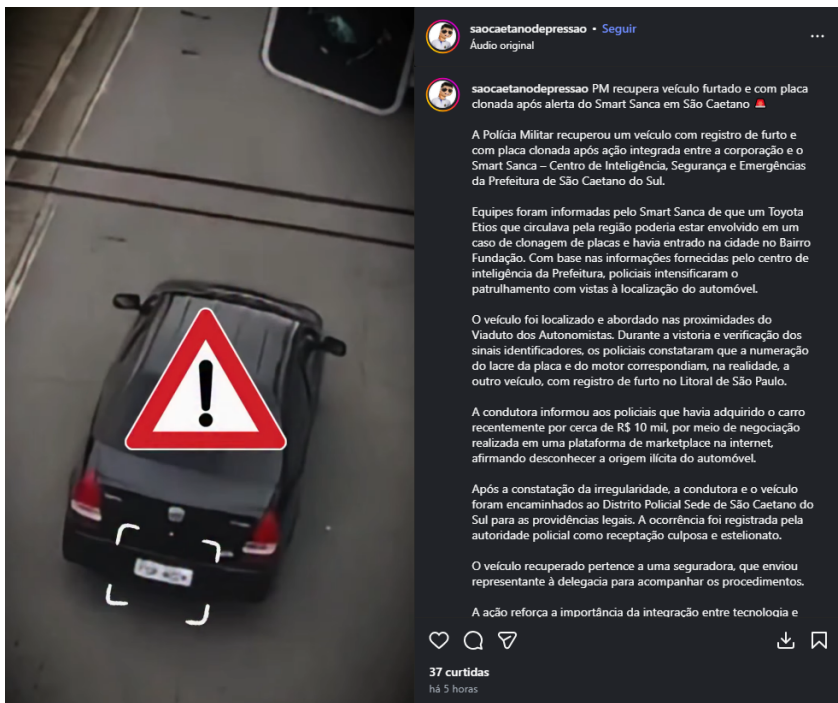 saocaetanodepressao • Seguir
Áudio original
saocaetanodepressao PM recupera veículo furtado e com placa
clonada após alerta do Smart Sanca em São Caetano 🚨
A Polícia Militar recuperou um veículo com registro de furto e
com placa clonada após ação integrada entre a corporação e o
Smart Sanca – Centro de Inteligência, Segurança e Emergências
da Prefeitura de São Caetano do Sul.
Equipes foram informadas pelo Smart Sanca de que um Toyota
Etios que circulava pela região poderia estar envolvido em um
caso de clonagem de placas e havia entrado na cidade no Bairro
Fundação. Com base nas informações fornecidas pelo centro de
inteligência da Prefeitura, policiais intensificaram o
patrulhamento com vistas à localização do automóvel.
O veículo foi localizado e abordado nas proximidades do
Viaduto dos Autonomistas. Durante a vistoria e verificação dos
sinais identificadores, os policiais constataram que a numeração
do lacre da placa e do motor correspondiam, na realidade, a
outro veículo, com registro de furto no Litoral de São Paulo.
A condutora informou aos policiais que havia adquirido o carro
recentemente por cerca de R$ 10 mil, por meio de negociação
realizada em uma plataforma de marketplace na internet,
afirmando desconhecer a origem ilícita do automóvel.
Após a constatação da irregularidade, a condutora e o veículo
foram encaminhados ao Distrito Policial Sede de São Caetano do
Sul para as providências legais. A ocorrência foi registrada pela
autoridade policial como receptação culposa e estelionato.
O veículo recuperado pertence a uma seguradora, que enviou
representante à delegacia para acompanhar os procedimentos.
A ação reforça a importância da integração entre tecnologia e
37 curtidas
há 5 horas